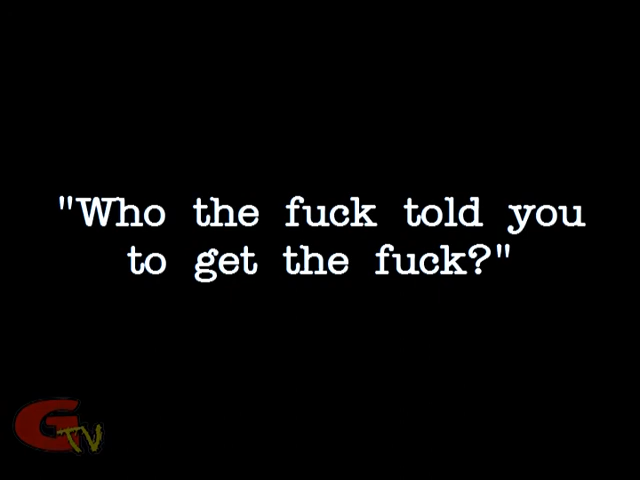 "Who the fuck told you
to get the fuck?"
GTV